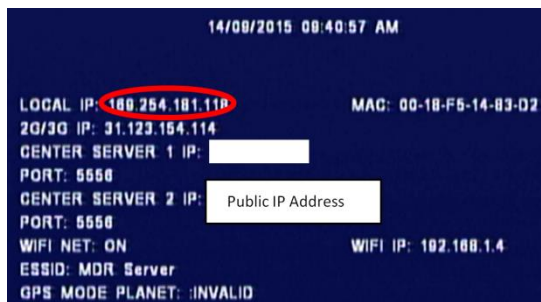 14/09/2015 09:40:57 AM
LOCAL IP: 169.254.181.118 MAC: 00-18-F5-14-83-D2
2G/3G IP: 31.123.154.114
CENTER SERVER 1 IP:
PORT: 5556
CENTER SERVER 2 IP: Public IP Address
PORT: 5556
WIFI NET: ON WIFI IP: 192.168.1.4
ESSID: MDR Server
GPS MODE PLANET: :INVALID